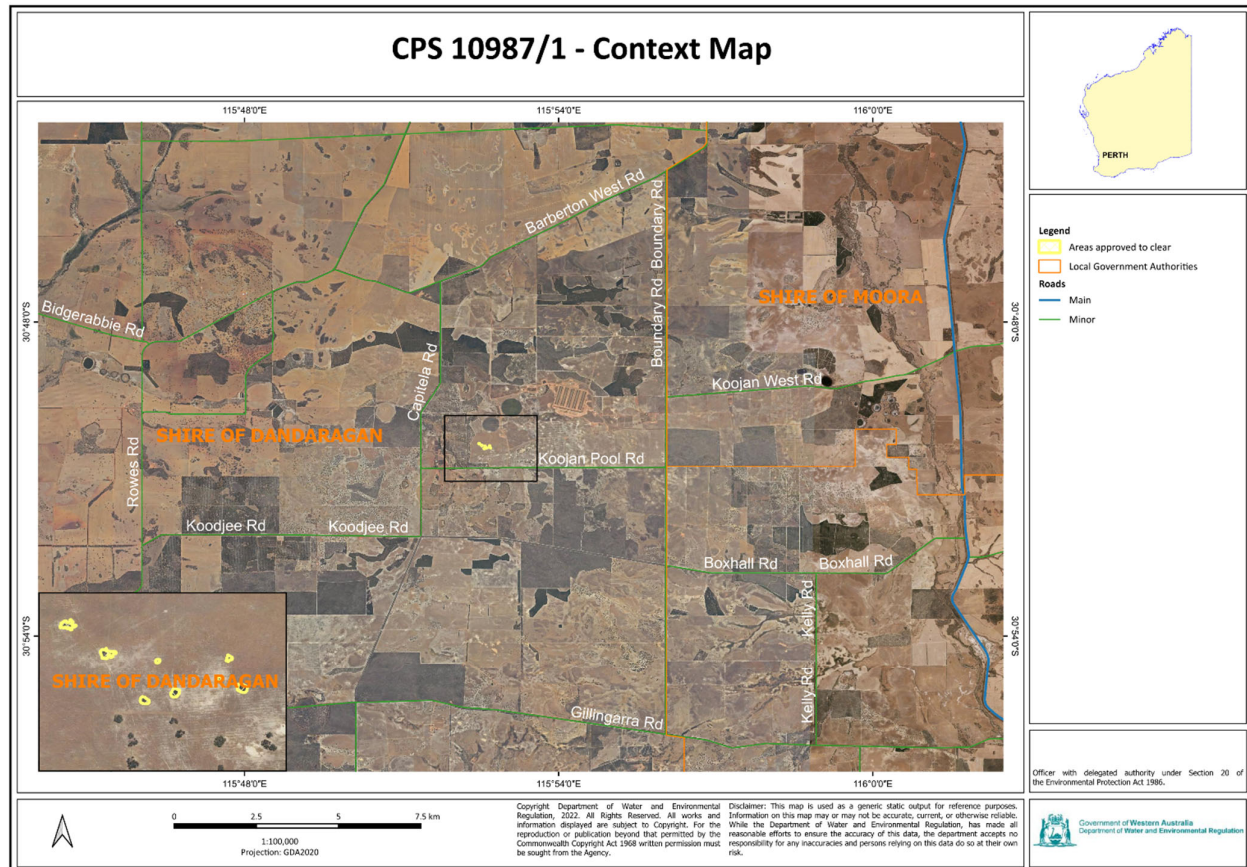 CPS 10987/1 - Context Map
PERTH
115°48'0"E
115°54'0"E
116°0'0"E
Barberton West Rd
Boundary Rd
Boundary Rd
SHIRE OF MOORA
Bidgerabbie Rd
30°48'0"S
30°48'0"S
Capitela Rd
Koojan West Rd
SHIRE OF DANDARAGAN
Koojan Pool Rd
Rowes Rd
Koodjee Rd
Koodjee Rd
Boxhall Rd
Boxhall Rd
Kelly Rd
Kelly Rd
30°54'0"S
30°54'0"S
SHIRE OF DANDARAGAN
Gillingarra Rd
115°48'0"E
115°54'0"E
116°0'0"E
Legend
Areas approved to clear
Local Government Authorities
Roads
Main
Minor
Officer with delegated authority under Section 20 of
the Environmental Protection Act 1986.
0
2.5
5
7.5 km
1:100,000
Projection: GDA2020
Copyright Department of Water and Environmental
Regulation, 2022. All Rights Reserved. All works and
information displayed are subject to Copyright. For the
reproduction or publication beyond that permitted by the
Commonwealth Copyright Act 1968 written permission must
be sought from the Agency.
Disclaimer: This map is used as a generic static output for reference purposes.
Information on this map may or may not be accurate, current, or otherwise reliable.
While the Department of Water and Environmental Regulation, has made all
reasonable efforts to ensure the accuracy of this data, the department accepts no
responsibility for any inaccuracies and persons relying on this data do so at their own
risk.
Government of Western Australia
Department of Water and Environmental Regulation